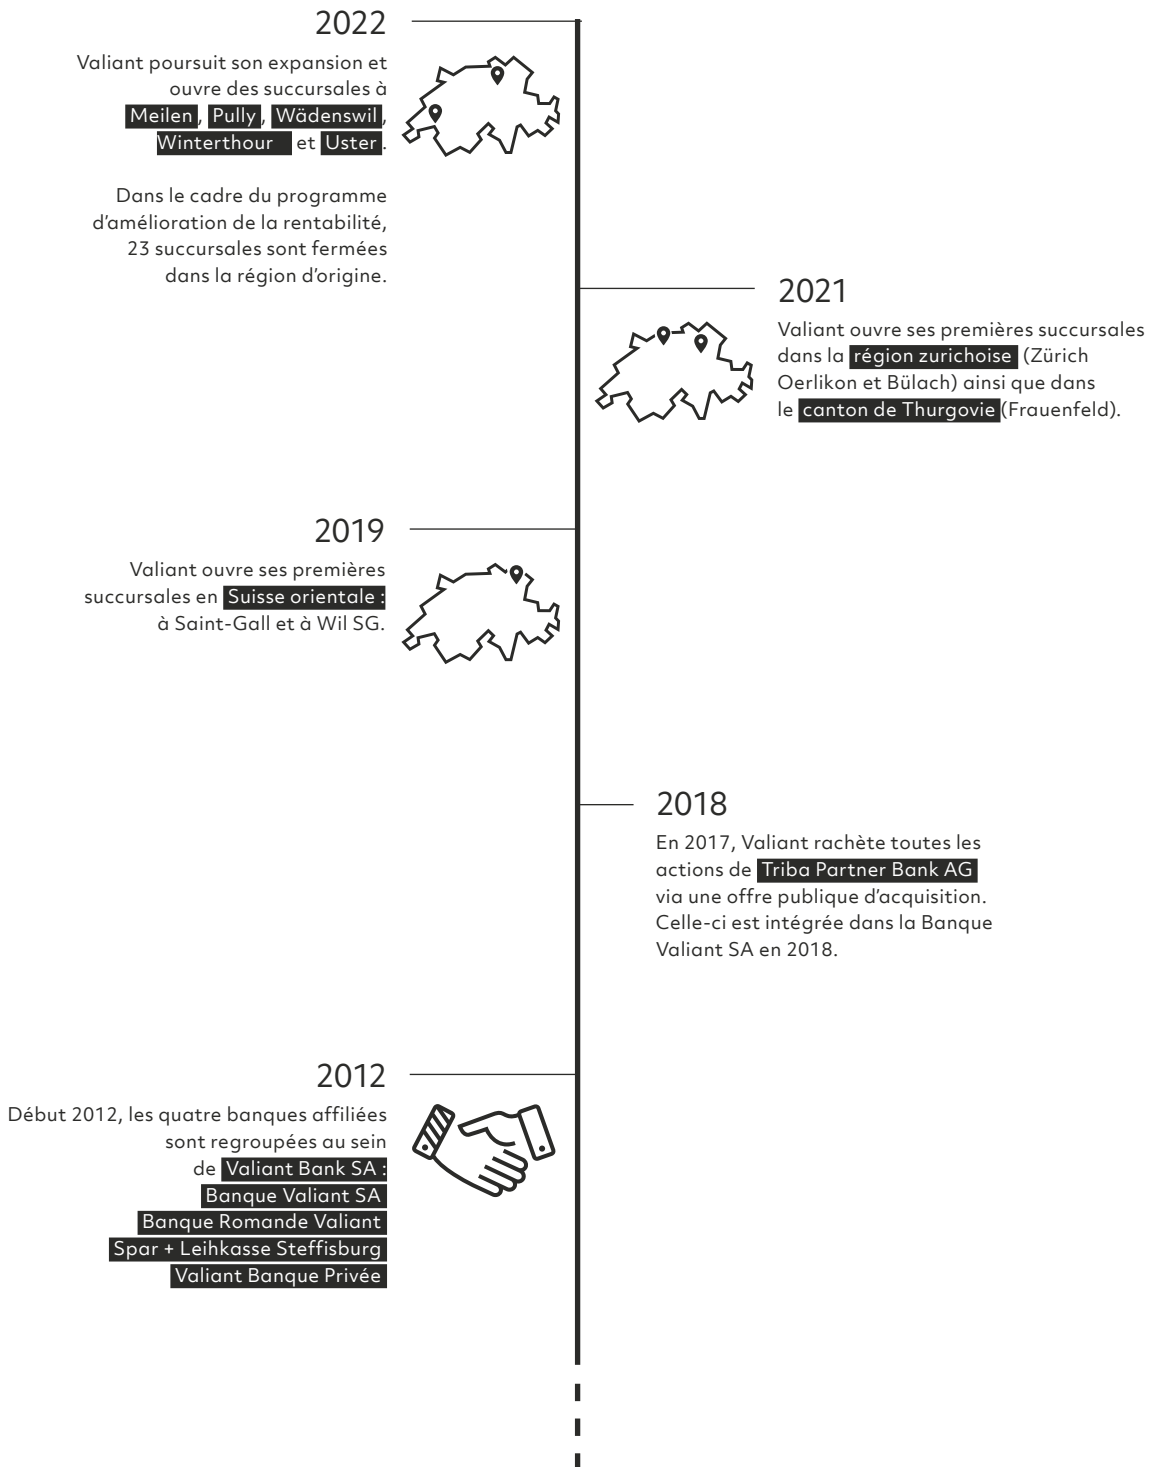 2022
Valiant poursuit son expansion et
ouvre des succursales à
Meilen, Pully, Wädenswil,
Winterthour et Uster.
Dans le cadre du programme
d’amélioration de la rentabilité,
23 succursales sont fermées
dans la région d’origine.
2021
Valiant ouvre ses premières succursales
dans la région zurichoise (Zürich
Oerlikon et Bülach) ainsi que dans
le canton de Thurgovie (Frauenfeld).
2019
Valiant ouvre ses premières
succursales en Suisse orientale :
à Saint-Gall et à Wil SG.
2018
En 2017, Valiant rachète toutes les
actions de Triba Partner Bank AG
via une offre publique d’acquisition.
Celle-ci est intégrée dans la Banque
Valiant SA en 2018.
2012
Début 2012, les quatre banques affiliées
sont regroupées au sein
de Valiant Bank SA :
Banque Valiant SA
Banque Romande Valiant
Spar + Leihkasse Steffisburg
Valiant Banque Privée